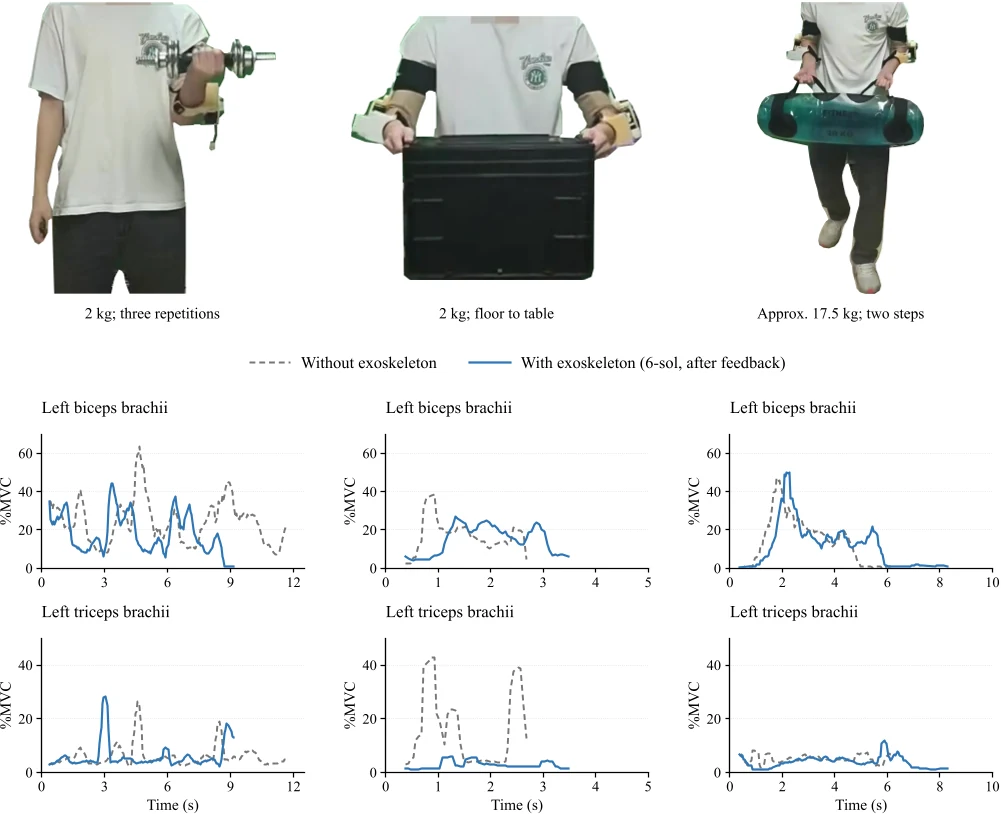 2 kg; three repetitions
2 kg; floor to table
Approx. 17.5 kg; two steps
Without exoskeleton
With exoskeleton (6-sol, after feedback)
Left biceps brachii
Left biceps brachii
Left biceps brachii
%MVC
60
40
20
0
0
3
6
9
12
%MVC
60
40
20
0
0
1
2
3
4
5
%MVC
60
40
20
0
0
2
4
6
8
10
Left triceps brachii
Left triceps brachii
Left triceps brachii
%MVC
40
20
0
0
3
6
9
12
Time (s)
%MVC
40
20
0
0
1
2
3
4
5
Time (s)
%MVC
40
20
0
0
2
4
6
8
10
Time (s)